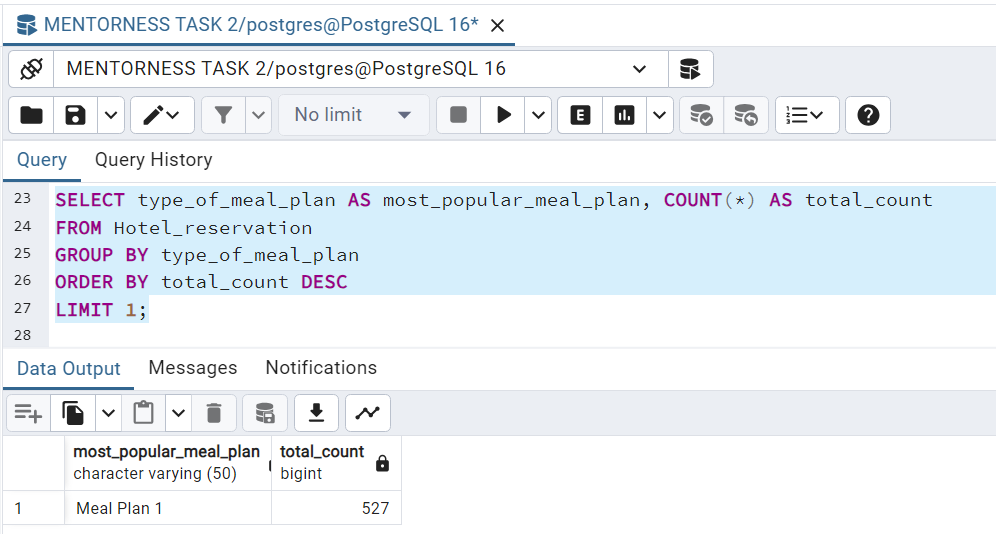 MENTORNESS TASK 2/postgres@PostgreSQL 16*
MENTORNESS TASK 2/postgres@PostgreSQL 16
No limit
E
Query Query History
23 SELECT type_of_meal_plan AS most_popular_meal_plan, COUNT(*) AS total_count
24 FROM Hotel_reservation
25 GROUP BY type_of_meal_plan
26 ORDER BY total_count DESC
27 LIMIT 1;
28
Data Output Messages Notifications
most_popular_meal_plan total_count
character varying (50) bigint
1 Meal Plan 1 527